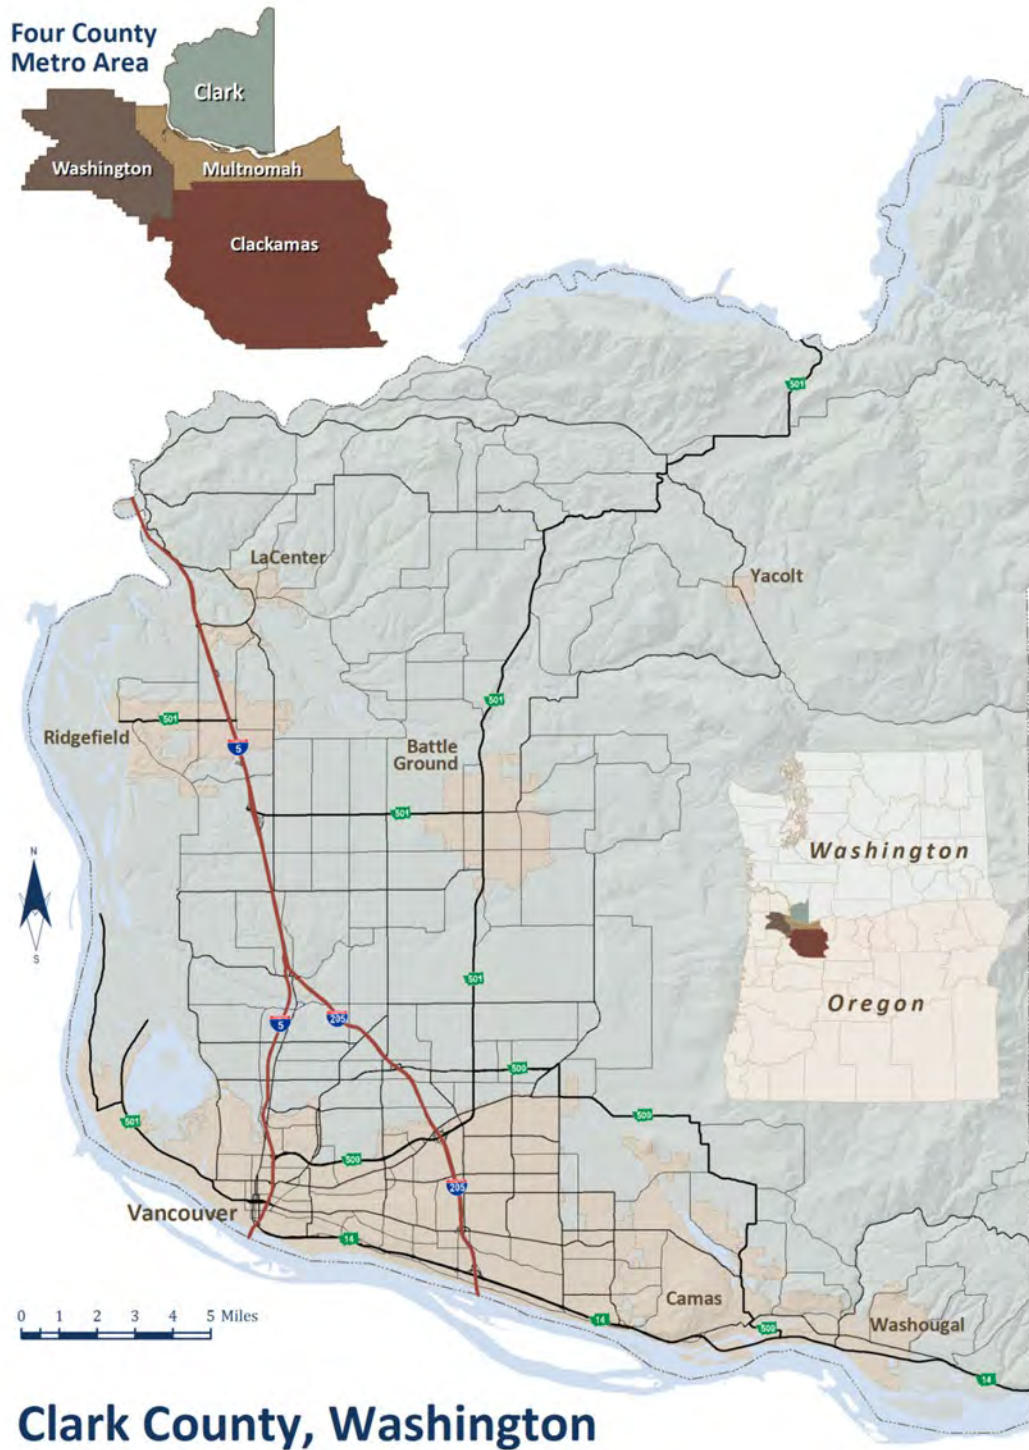 Four County
Metro Area
Clark
Washington
Multnomah
Clackamas
501
LaCenter
Yacolt
501
501
Ridgefield
5
Battle
Ground
501
Washington
N
S
501
Oregon
5
205
500
500
501
500
205
Vancouver
14
0 1 2 3 4 5 Miles
Camas
14
500
Washougal
14
Clark County, Washington